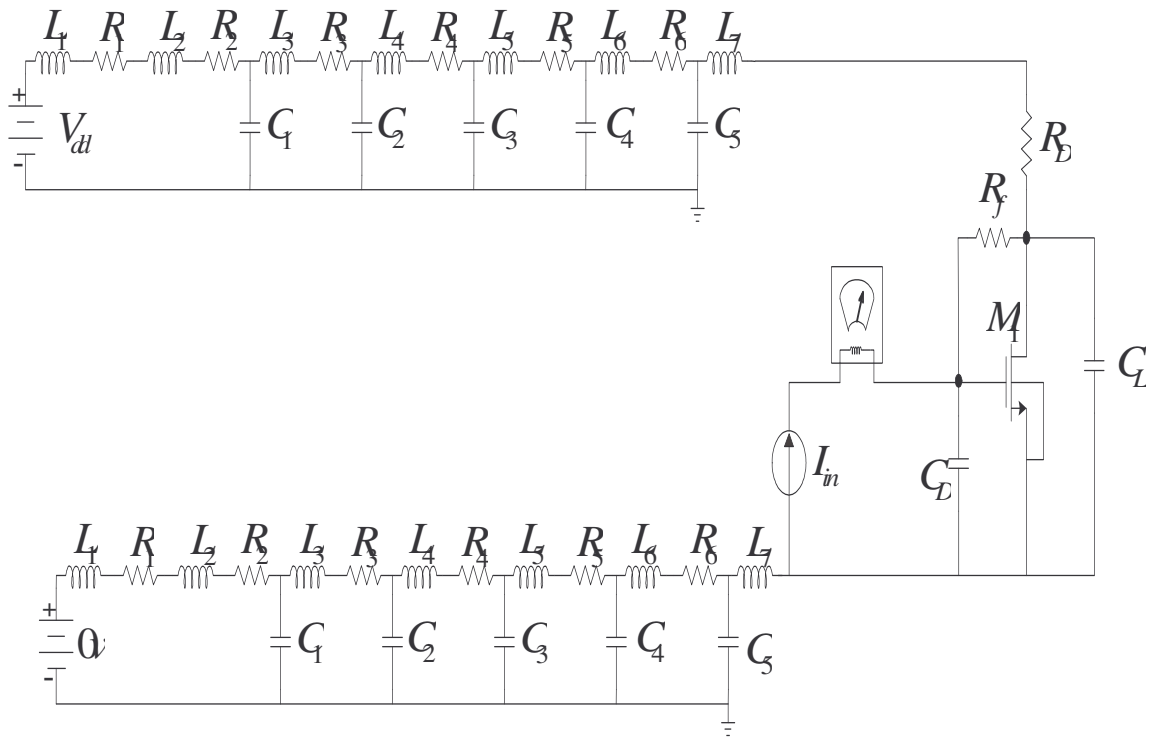 L1 R1 L2 R2 L3 R3 L4 R4 L5 R5 L6 R6 L7
+
Vdd
-
C1 C2 C3 C4 C5
RD
Rf
M1
CL
Iin
CD
L1 R1 L2 R2 L3 R3 L4 R4 L5 R5 L6 R6 L7
+
0v
-
C1 C2 C3 C4 C5